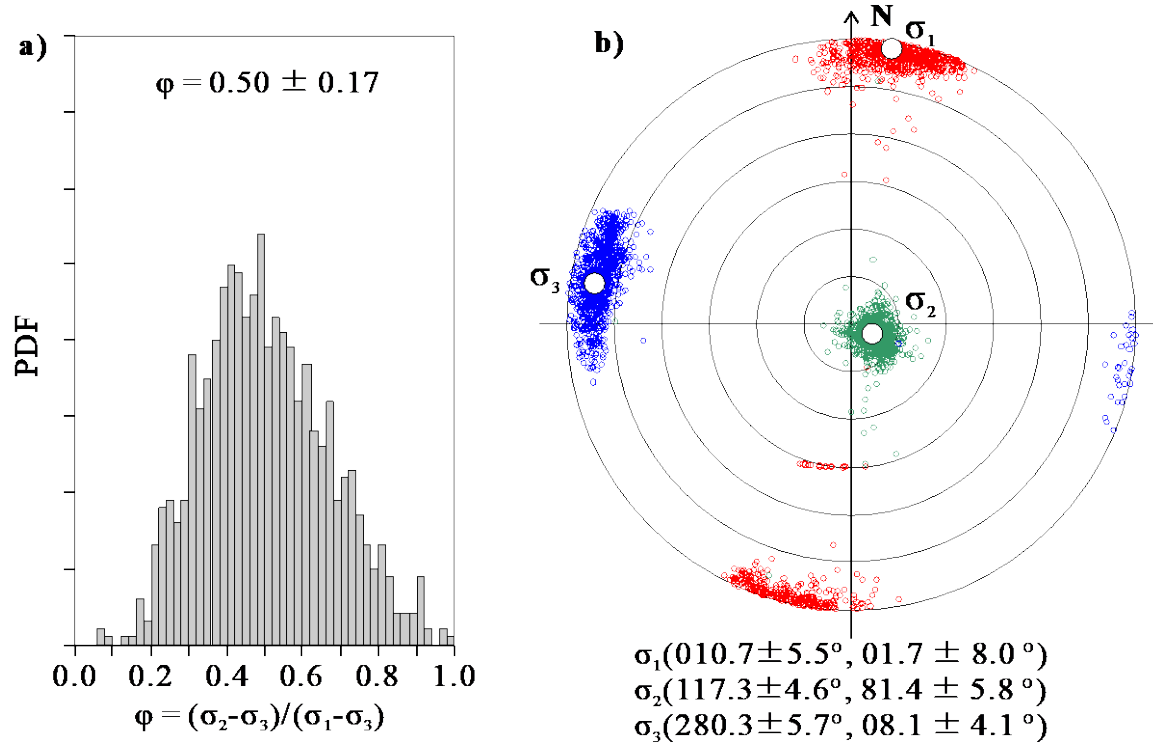 a)
φ = 0.50 ± 0.17
PDF
0.0 0.2 0.4 0.6 0.8 1.0
φ = (σ₂-σ₃)/(σ₁-σ₃)
b)
N
σ₁
σ₃
σ₂
σ₁(010.7±5.5°, 01.7 ± 8.0 °)
σ₂(117.3±4.6°, 81.4 ± 5.8 °)
σ₃(280.3±5.7°, 08.1 ± 4.1 °)